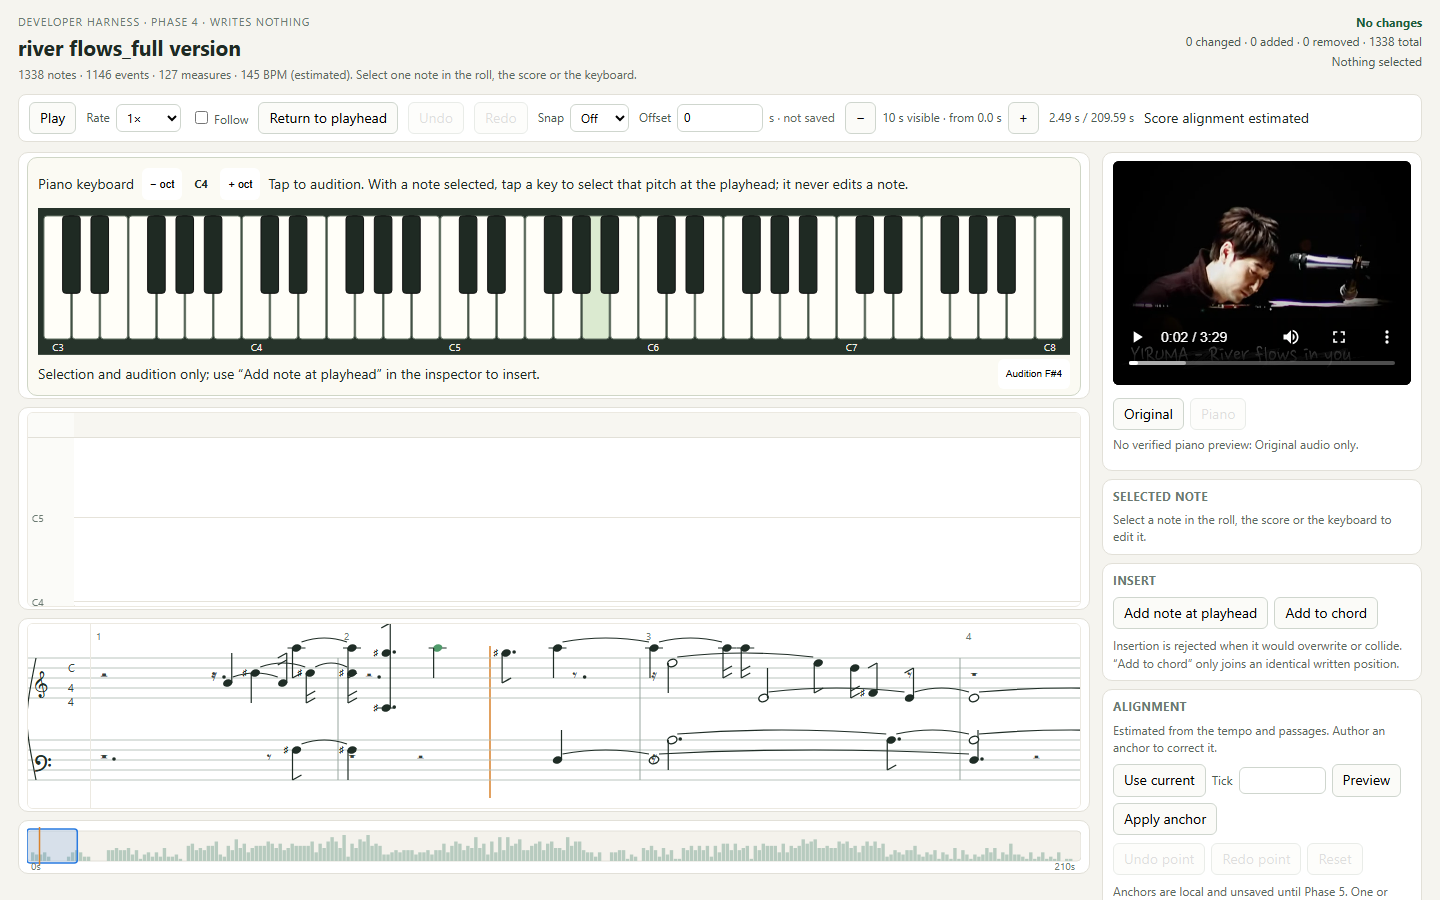 DEVELOPER HARNESS · PHASE 4 · WRITES NOTHING
river flows_full version
1338 notes · 1146 events · 127 measures · 145 BPM (estimated). Select one note in the roll, the score or the keyboard.
No changes
0 changed · 0 added · 0 removed · 1338 total
Nothing selected
Play Rate 1× Follow Return to playhead Undo Redo Snap Off Offset 0 s · not saved − 10 s visible · from 0.0 s + 2.49 s / 209.59 s Score alignment estimated
Piano keyboard − oct C4 + oct Tap to audition. With a note selected, tap a key to select that pitch at the playhead; it never edits a note.
C3 C4 C5 C6 C7 C8
Selection and audition only; use “Add note at playhead” in the inspector to insert.
Audition F#4
C5
C4
1 2 3 4
C
4
4
0s 210s
0:02 / 3:29
YIRUMA - River flows in you
Original Piano
No verified piano preview: Original audio only.
SELECTED NOTE
Select a note in the roll, the score or the keyboard to
edit it.
INSERT
Add note at playhead Add to chord
Insertion is rejected when it would overwrite or collide.
“Add to chord” only joins an identical written position.
ALIGNMENT
Estimated from the tempo and passages. Author an
anchor to correct it.
Use current Tick Preview
Apply anchor
Undo point Redo point Reset
Anchors are local and unsaved until Phase 5. One or